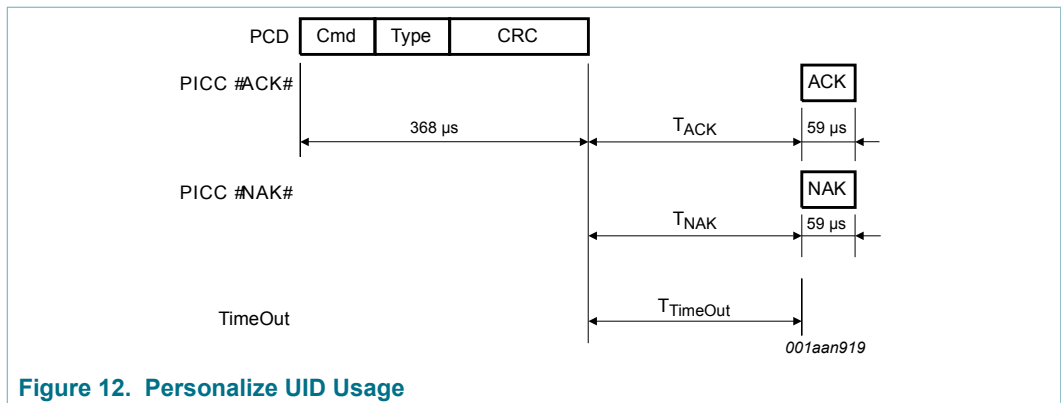 PCD Cmd Type CRC
PICC #ACK# ACK
368 µs TACK 59 µs
PICC #NAK# NAK
TNAK 59 µs
TimeOut TTimeOut
001aan919
Figure 12. Personalize UID Usage